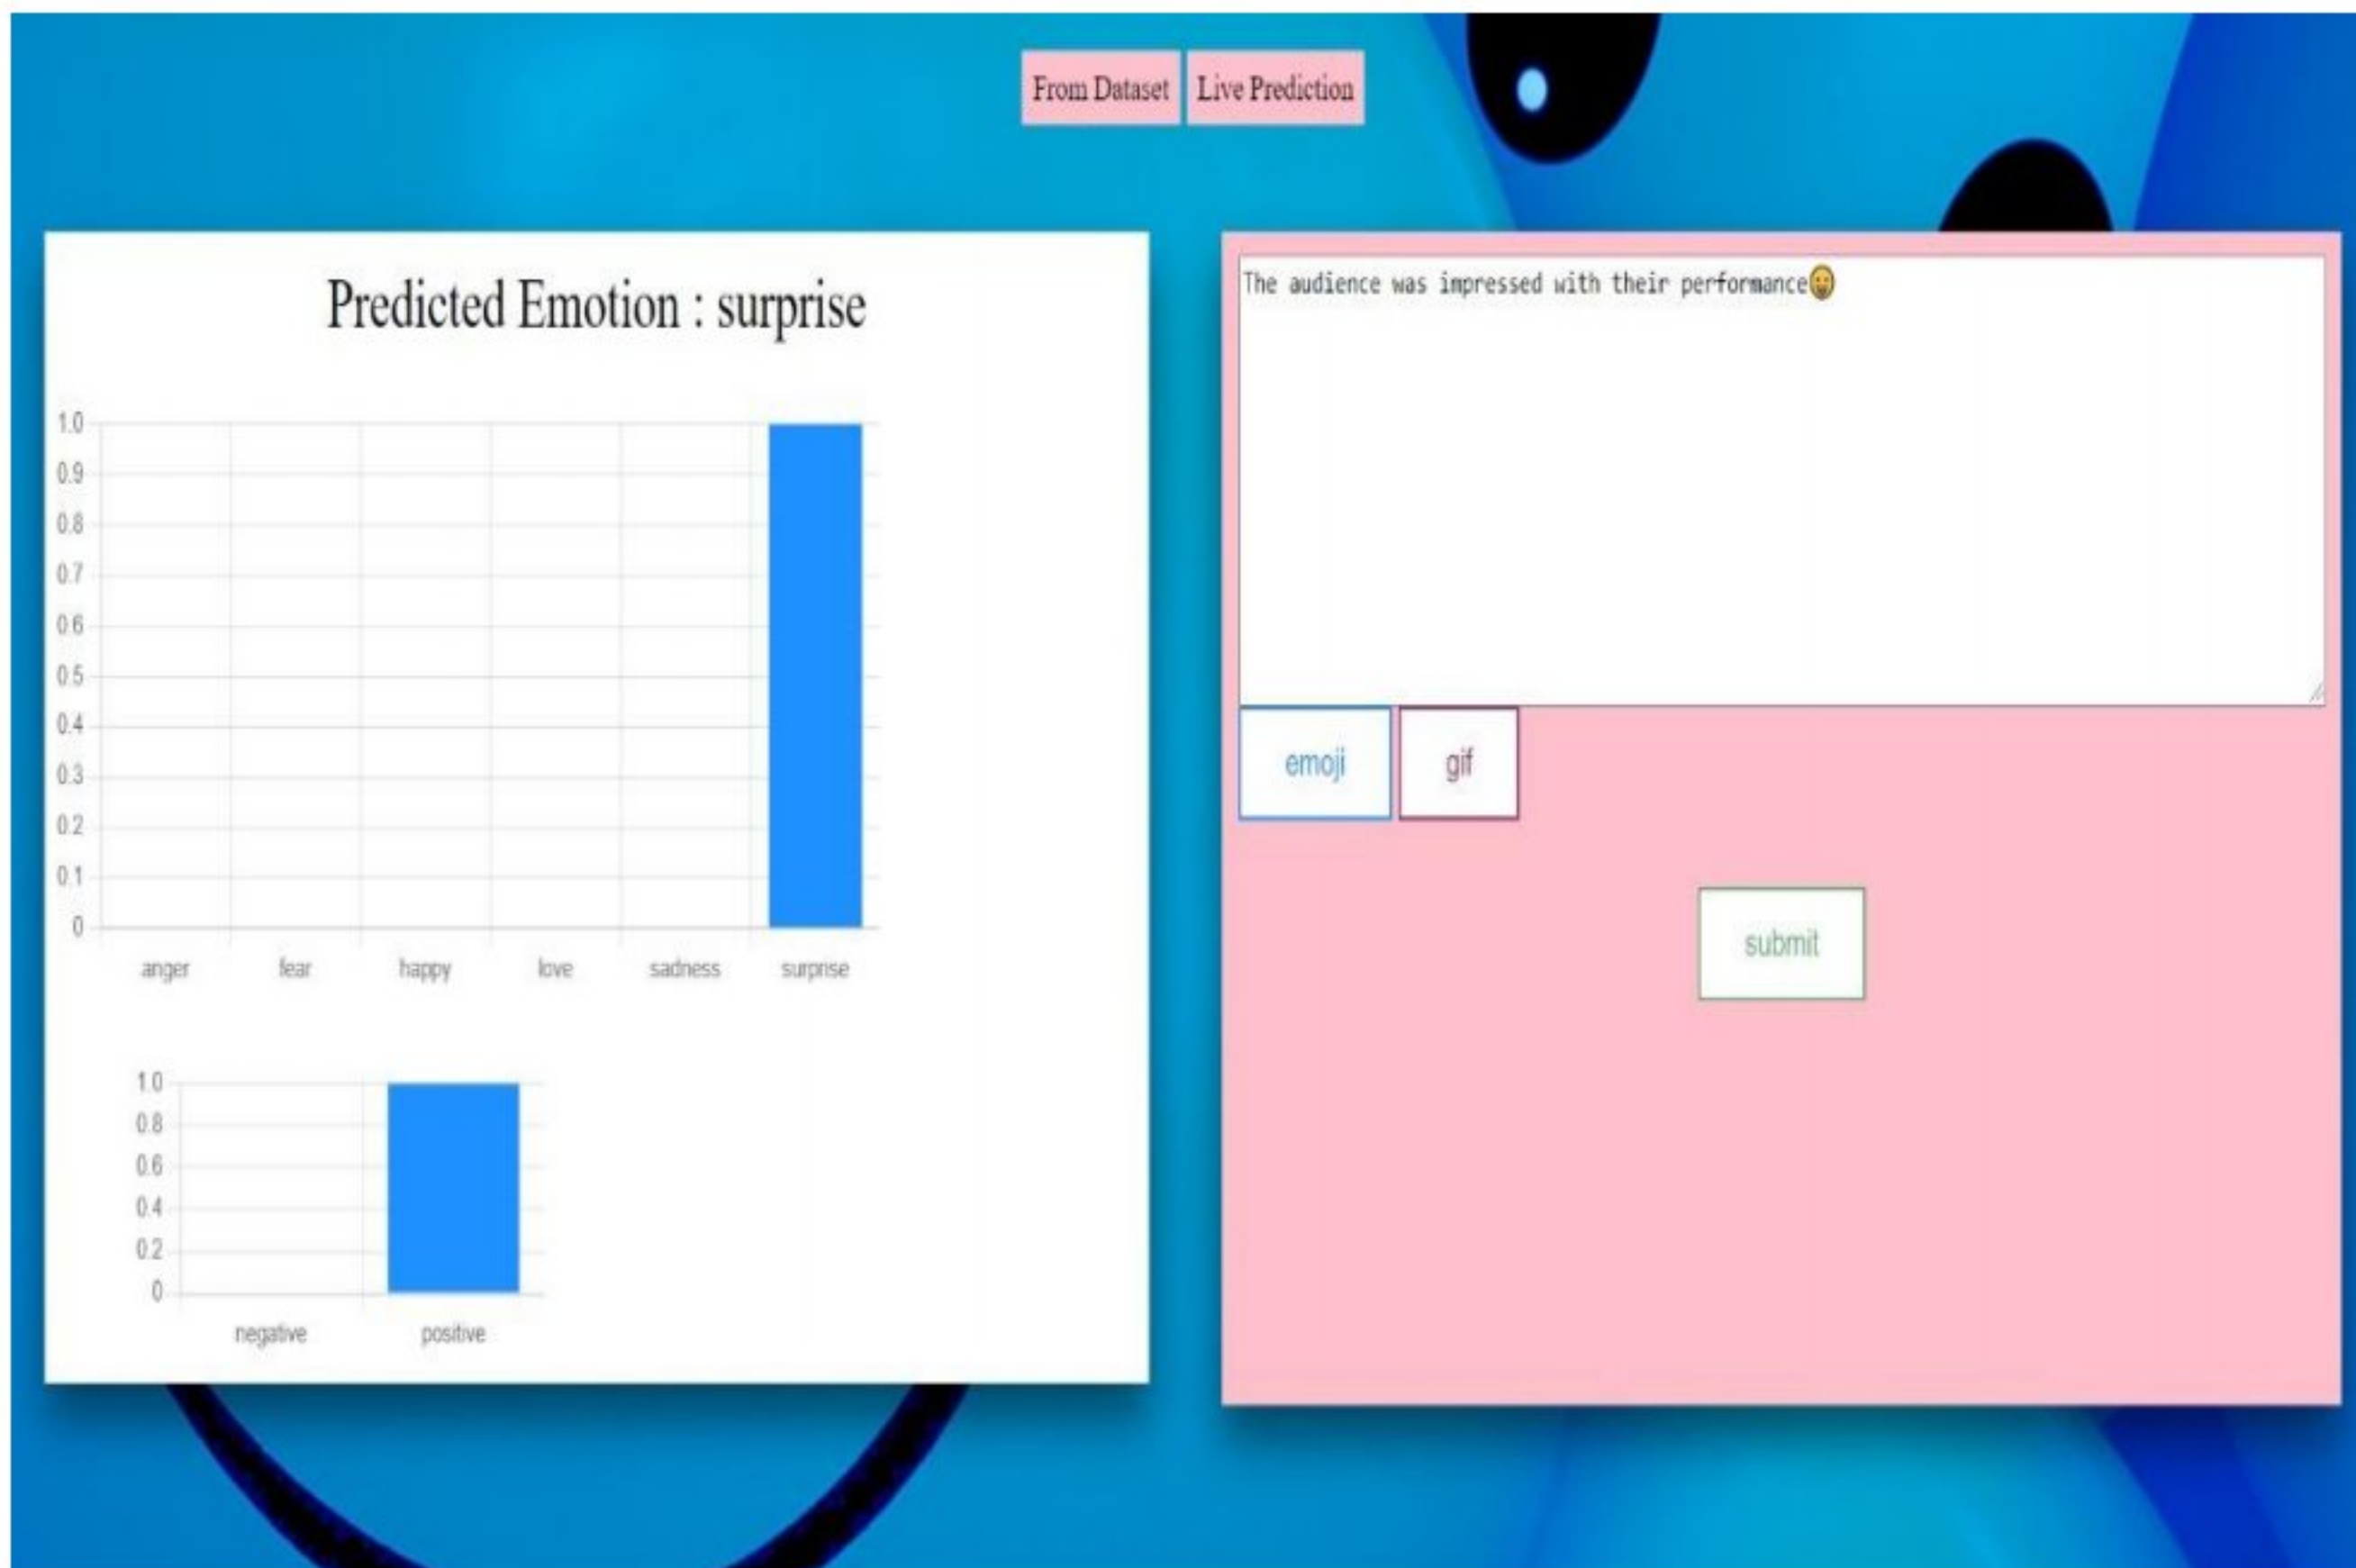 From Dataset Live Prediction
Predicted Emotion : surprise
1.0
0.9
0.8
0.7
0.6
0.5
0.4
0.3
0.2
0.1
0
anger fear happy love sadness surprise
1.0
0.8
0.6
0.4
0.2
0
negative positive
The audience was impressed with their performance😀
emoji gif
submit